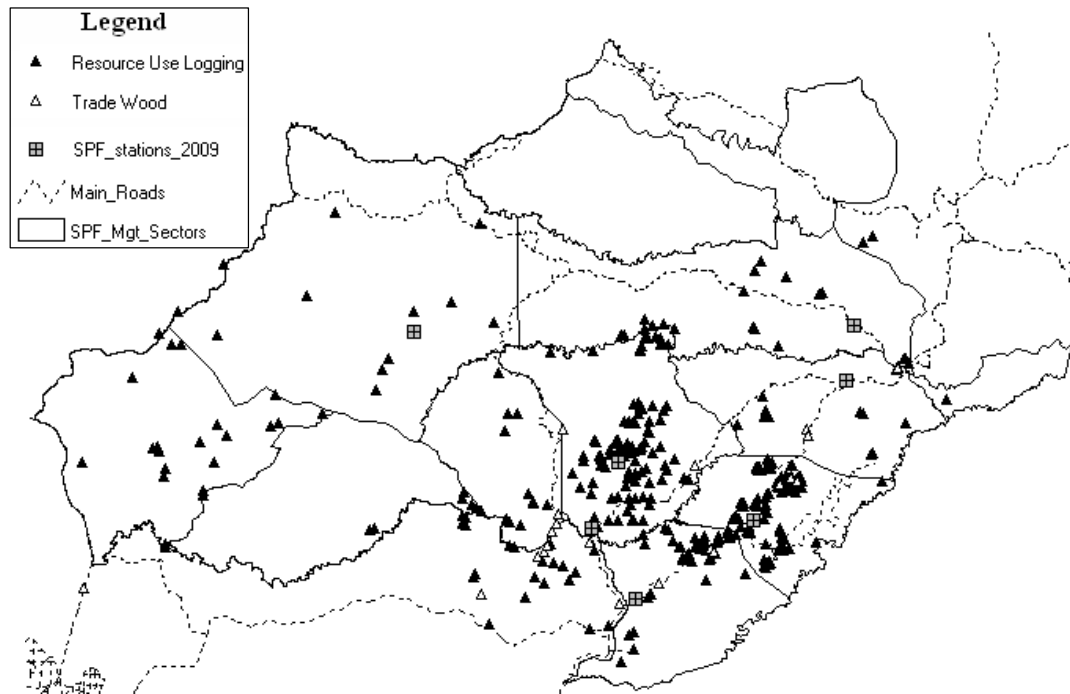 Legend
Resource Use Logging
Trade Wood
SPF_stations_2009
Main_Roads
SPF_Mgt_Sectors